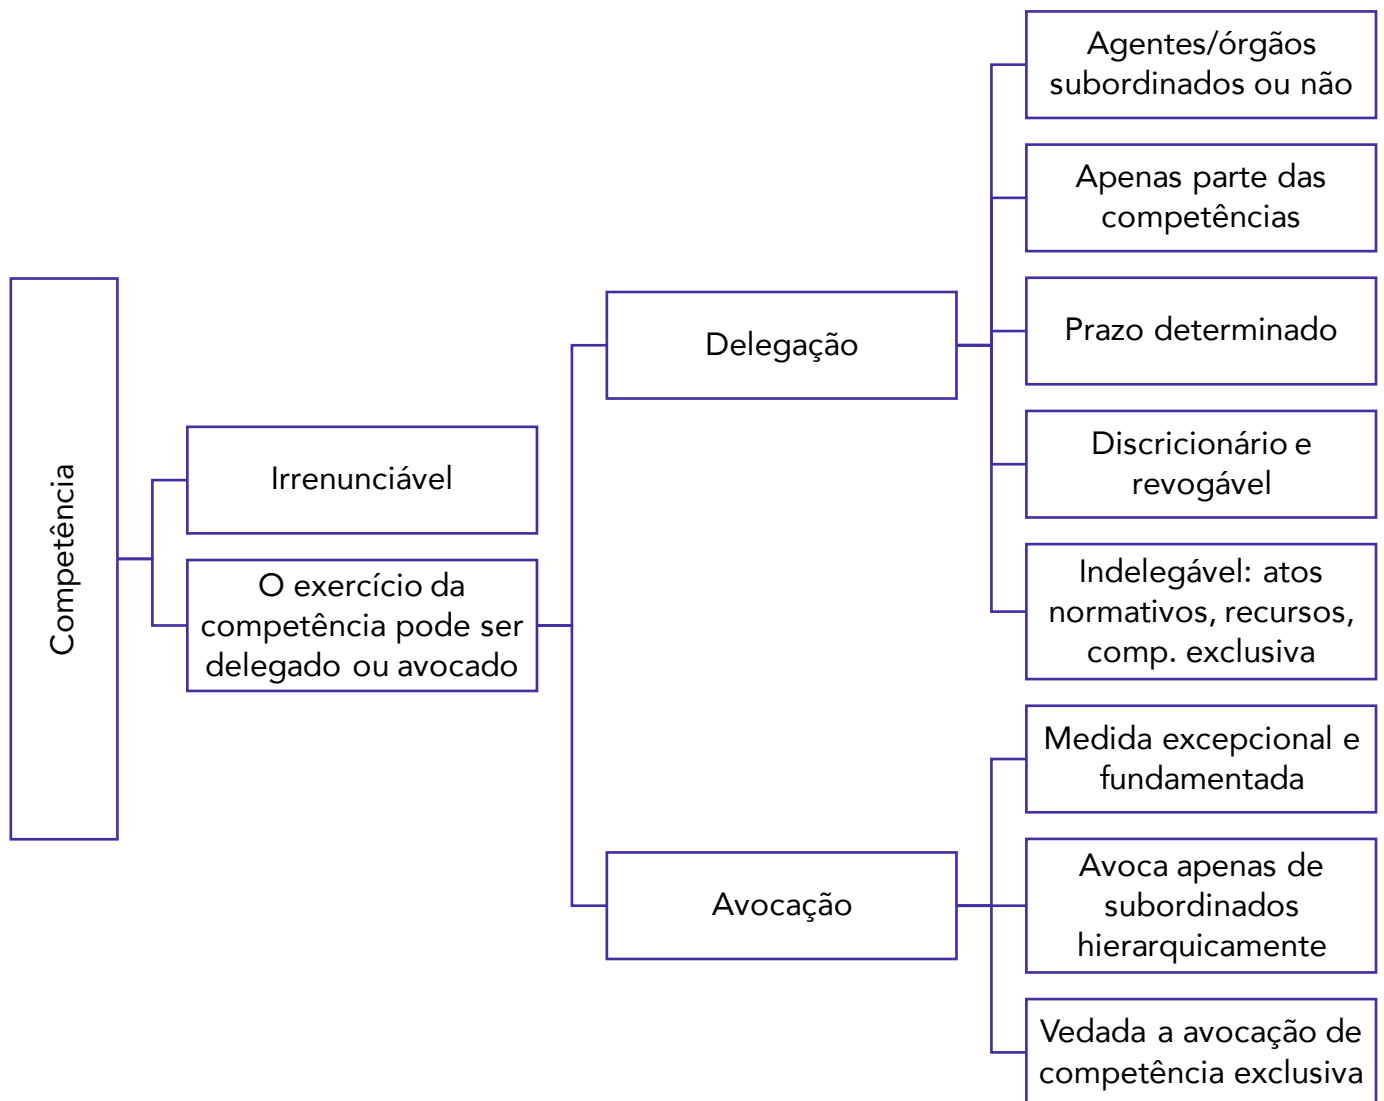 Competência
Irrenunciável
O exercício da
competência pode ser
delegado ou avocado
Delegação
Agentes/órgãos
subordinados ou não
Apenas parte das
competências
Prazo determinado
Discricionário e
revogável
Indelegável: atos
normativos, recursos,
comp. exclusiva
Avocação
Medida excepcional e
fundamentada
Avoca apenas de
subordinados
hierarquicamente
Vedada a avocação de
competência exclusiva